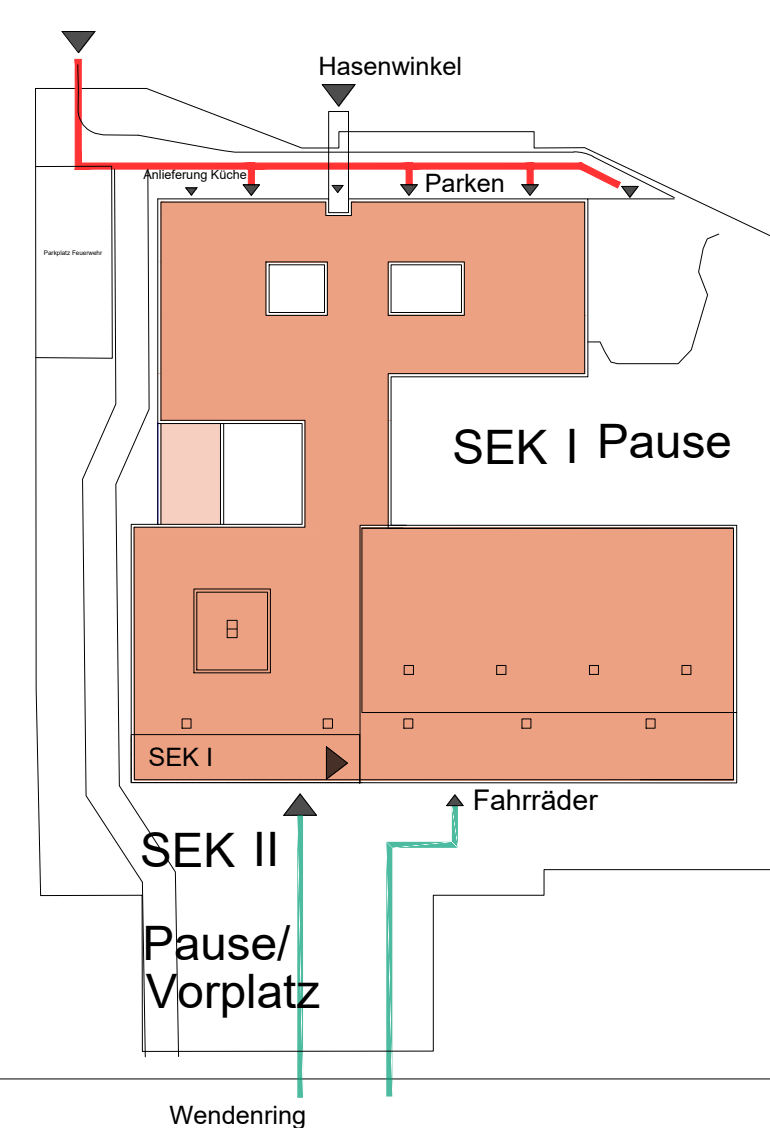 Hasenwinkel
Anlieferung Küche
Parken
Parkplatz Feuerwehr
SEK I Pause
SEK I
Fahrräder
SEK II
Pause/
Vorplatz
Wendenring